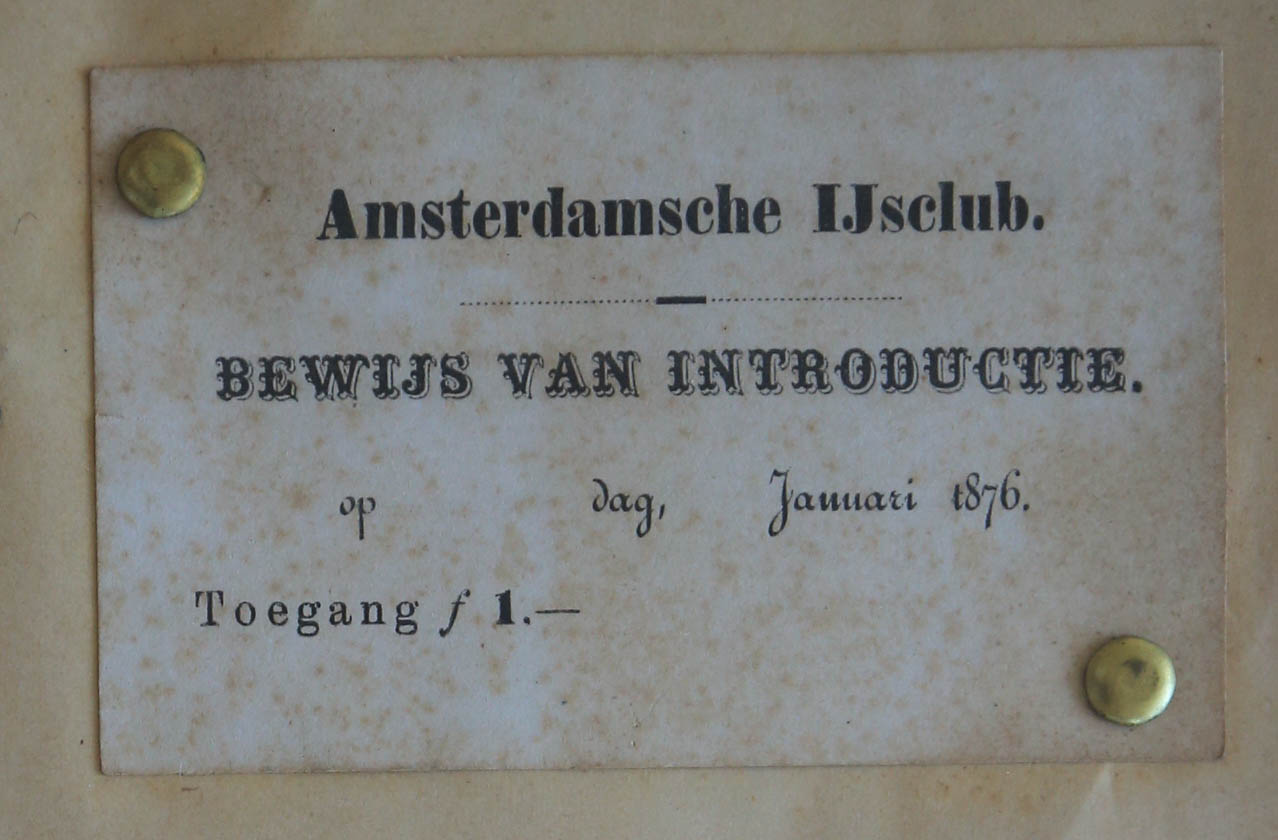 Amsterdamsche IJsclub.
BEWIJS VAN INTRODUCTIE.
op dag, Januari 1876.
Toegang ƒ 1.—